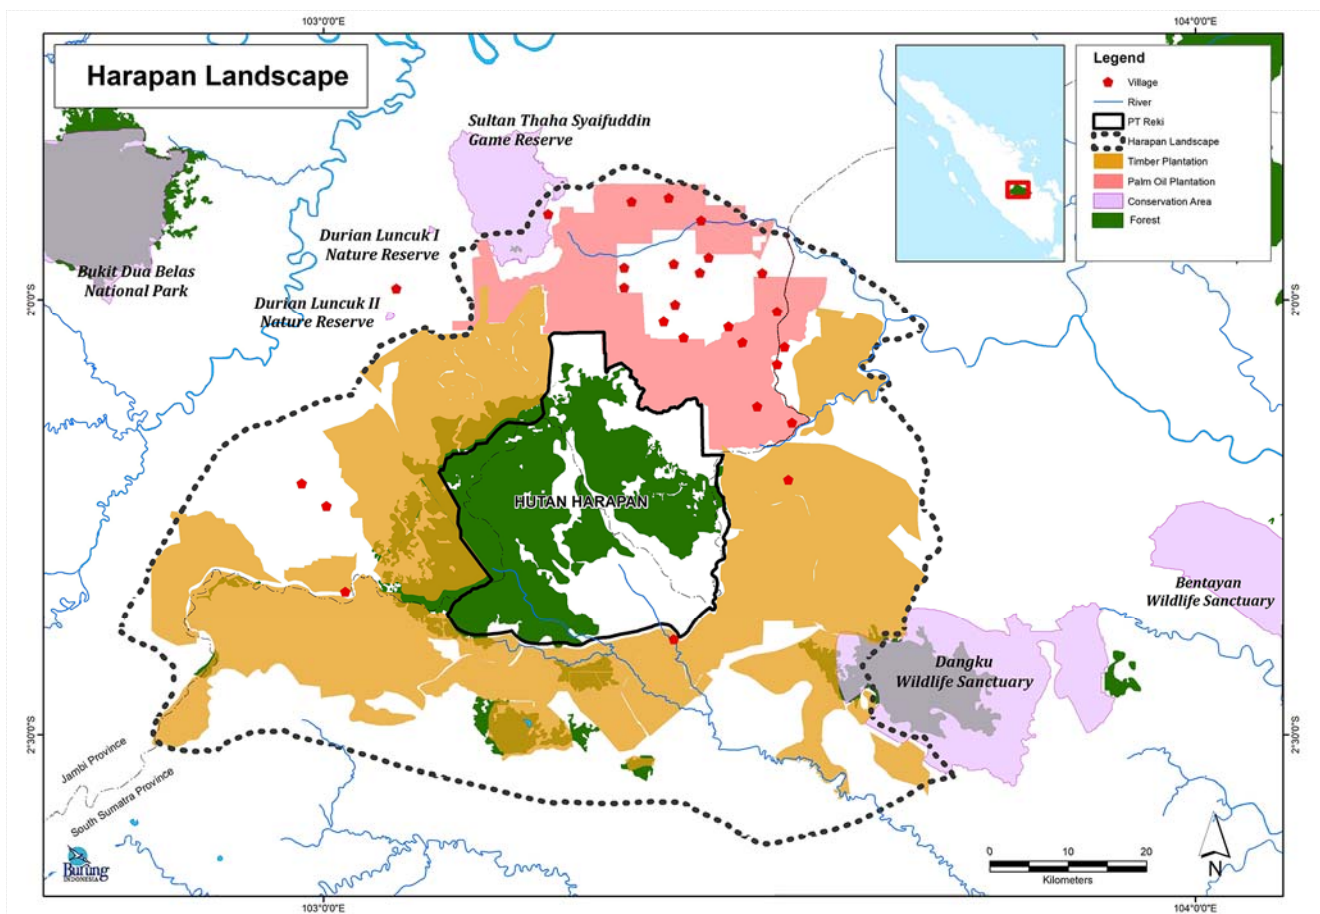 103°0'0"E
104°0'0"E
Harapan Landscape
Legend
Village
River
PT Reki
Harapan Landscape
Timber Plantation
Palm Oil Plantation
Conservation Area
Forest
Sultan Thaha Syaifuddin
Game Reserve
Durian Luncuk I
Nature Reserve
Bukit Dua Belas
National Park
Durian Luncuk II
Nature Reserve
2°0'0"S
2°0'0"S
HUTAN HARAPAN
Bentayan
Wildlife Sanctuary
Dangku
Wildlife Sanctuary
2°30'0"S
2°30'0"S
Jambi Province
South Sumatra Province
Burung
INDONESIA
0
10
20
Kilometers
N
103°0'0"E
104°0'0"E